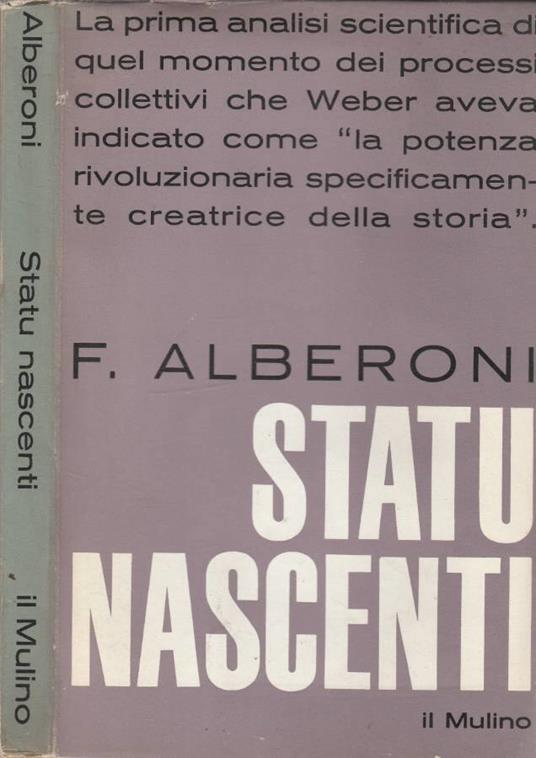 La prima analisi scientifica di
quel momento dei processi
collettivi che Weber aveva
indicato come “la potenza
rivoluzionaria specificamen-
te creatrice della storia”.
F. ALBERONI
STATU
NASCENTI
il Mulino
Alberoni Statu nascenti il Mulino